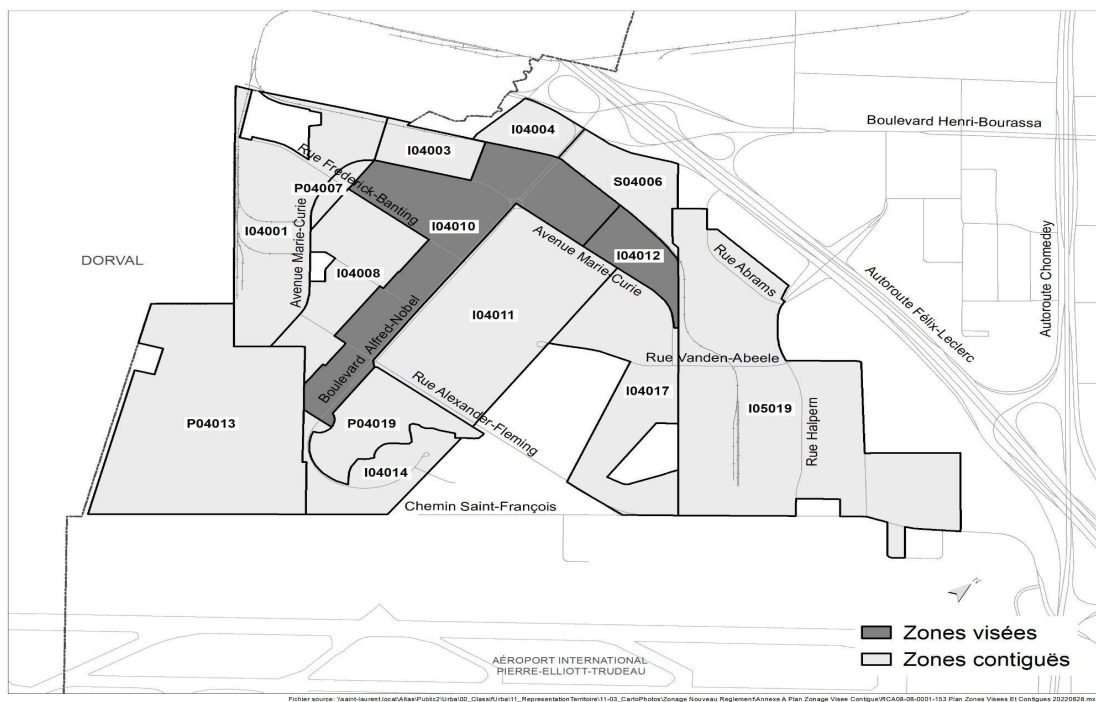 Boulevard Henri-Bourassa
I04004
I04003
S04006
Rue Frederick-Banting
P04007
I04010
I04001
Avenue Marie-Curie
Avenue Marie-Curie
I04012
Rue Abrams
DORVAL
I04008
Autoroute Félix-Leclerc
Autoroute Chomedey
I04011
Boulevard Alfred-Nobel
Rue Vanden-Abeele
I04017
Rue Alexander-Fleming
I05019
Rue Halpern
P04013
P04019
I04014
Chemin Saint-François
N
Zones visées
Zones contiguës
AÉROPORT INTERNATIONAL
PIERRE-ELLIOTT-TRUDEAU